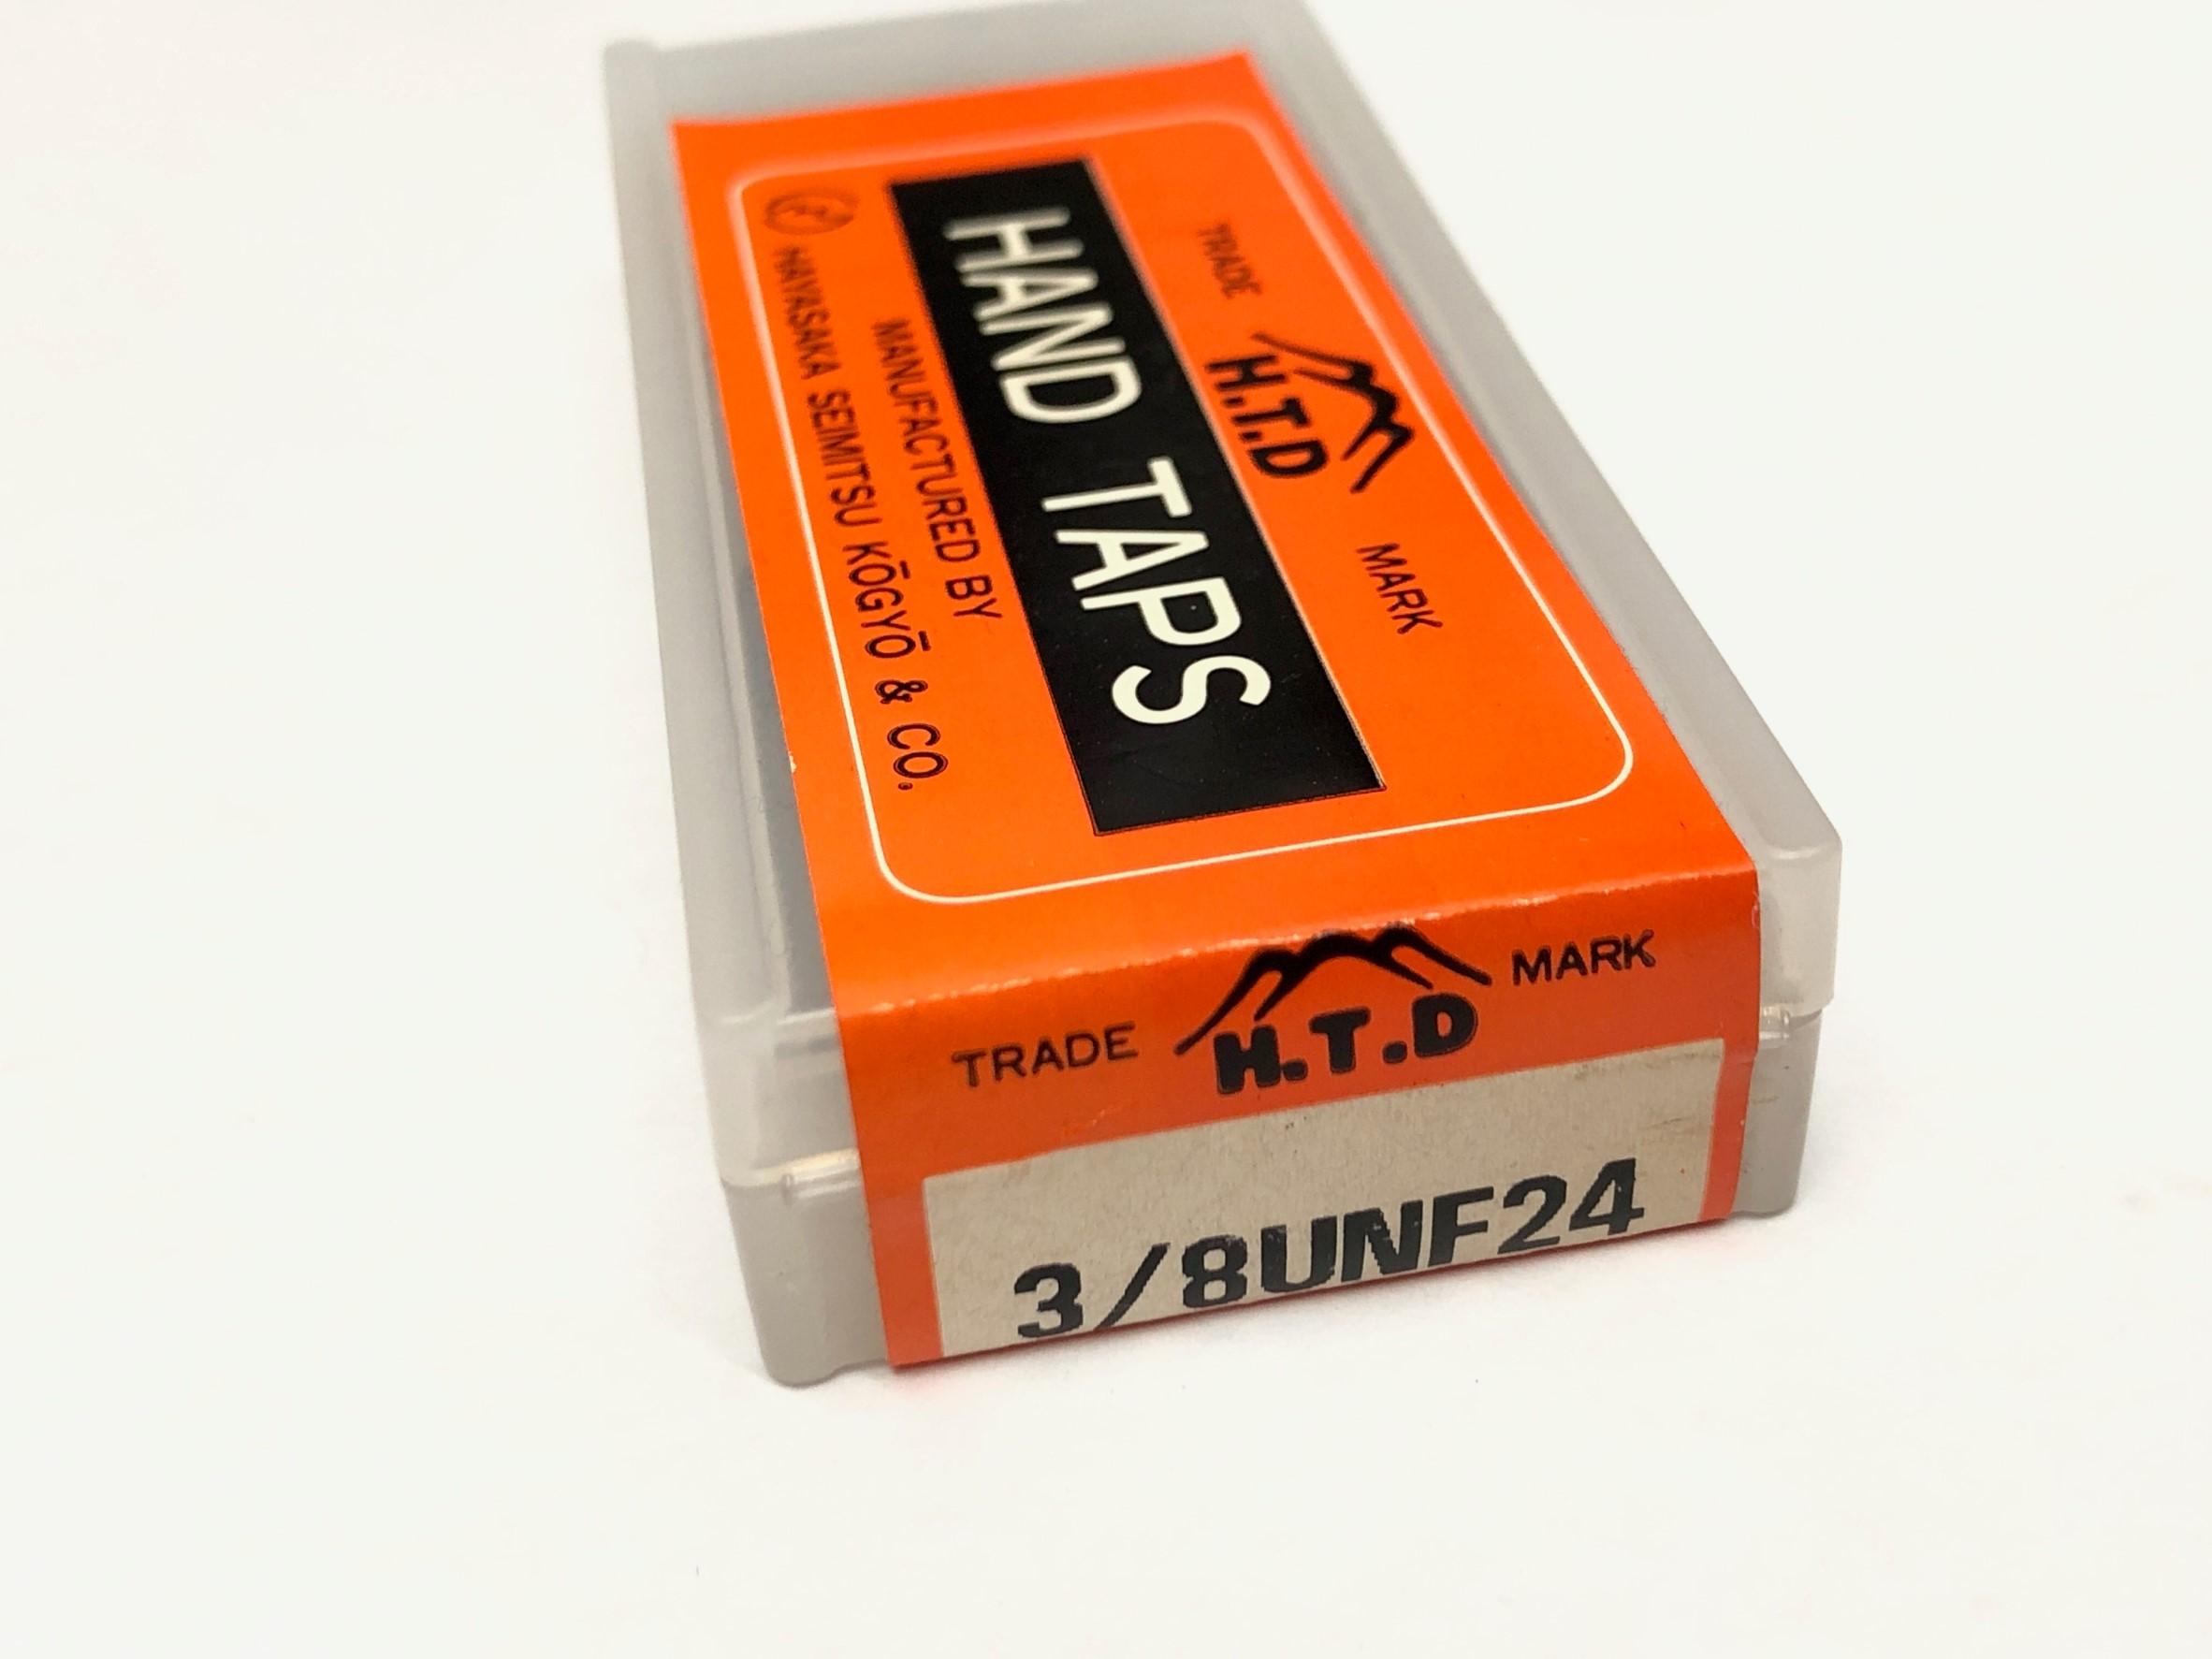 TRADE H.T.D MARK
HAND TAPS
MANUFACTURED BY
HAYASAKA SEIMITSU KŌGYŌ & CO.
TRADE H.T.D MARK
3/8UNF24